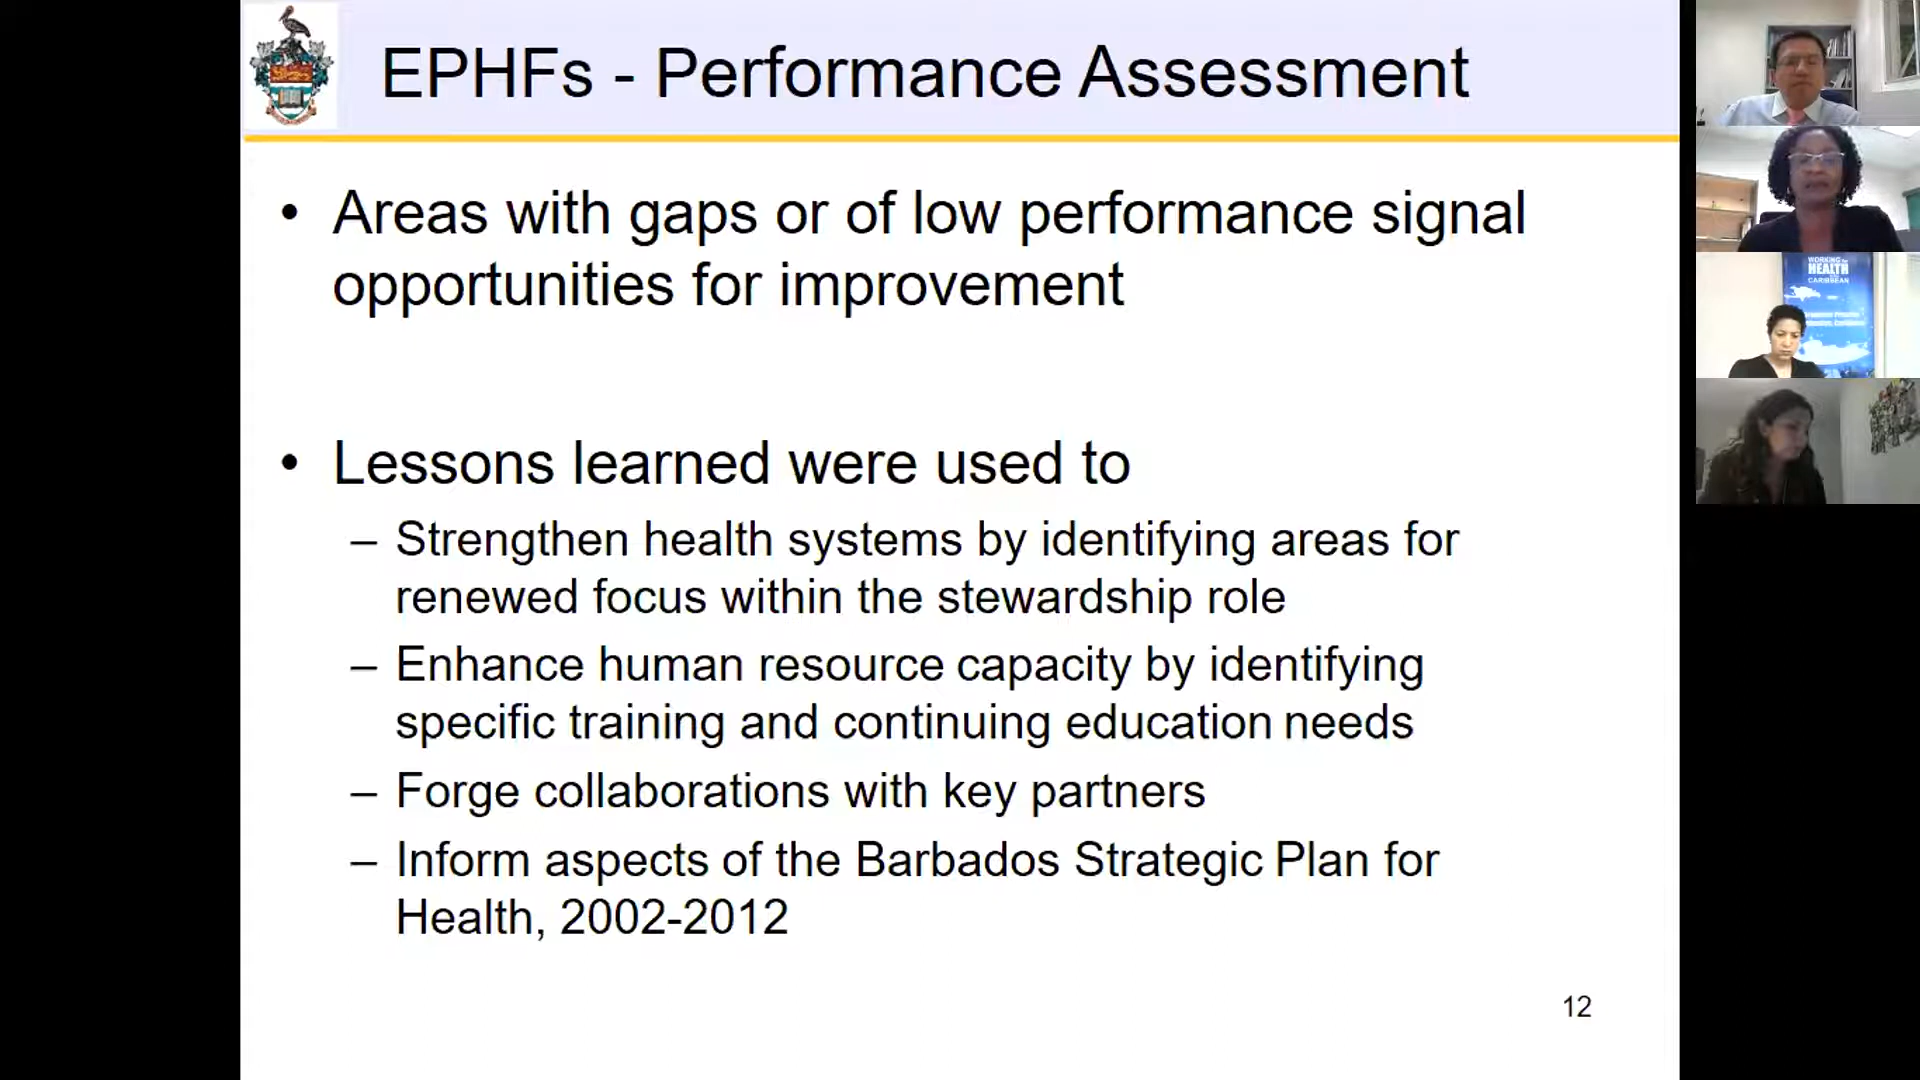 EPHFs - Performance Assessment
• Areas with gaps or of low performance signal
opportunities for improvement
• Lessons learned were used to
– Strengthen health systems by identifying areas for
renewed focus within the stewardship role
– Enhance human resource capacity by identifying
specific training and continuing education needs
– Forge collaborations with key partners
– Inform aspects of the Barbados Strategic Plan for
Health, 2002-2012
12
WORKING
HEALTH
CARIBBEAN